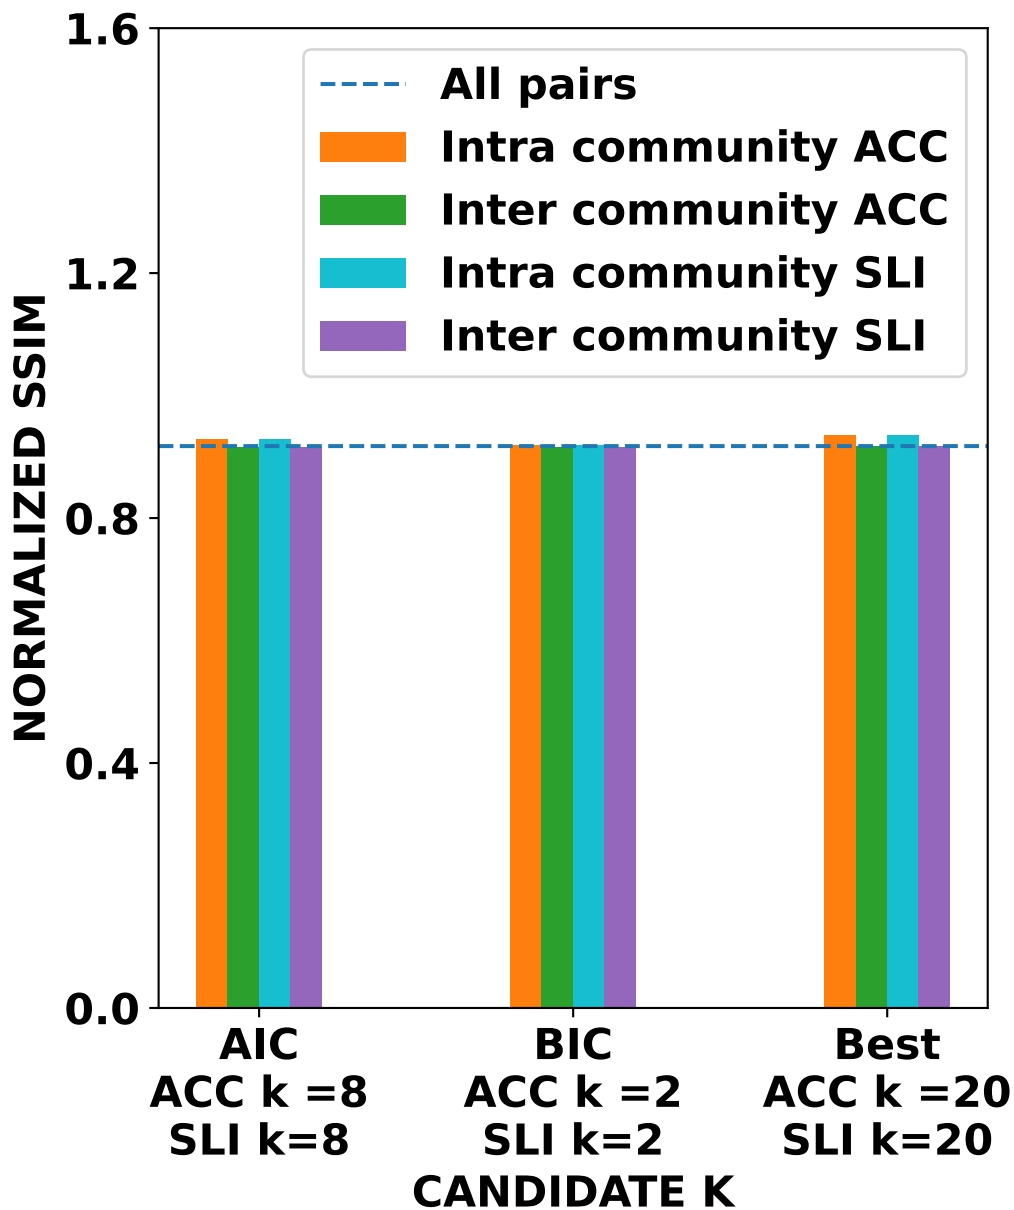 NORMALIZED SSIM
1.6
1.2
0.8
0.4
0.0
All pairs
Intra community ACC
Inter community ACC
Intra community SLI
Inter community SLI
AIC
ACC k =8
SLI k=8
BIC
ACC k =2
SLI k=2
Best
ACC k =20
SLI k=20
CANDIDATE K